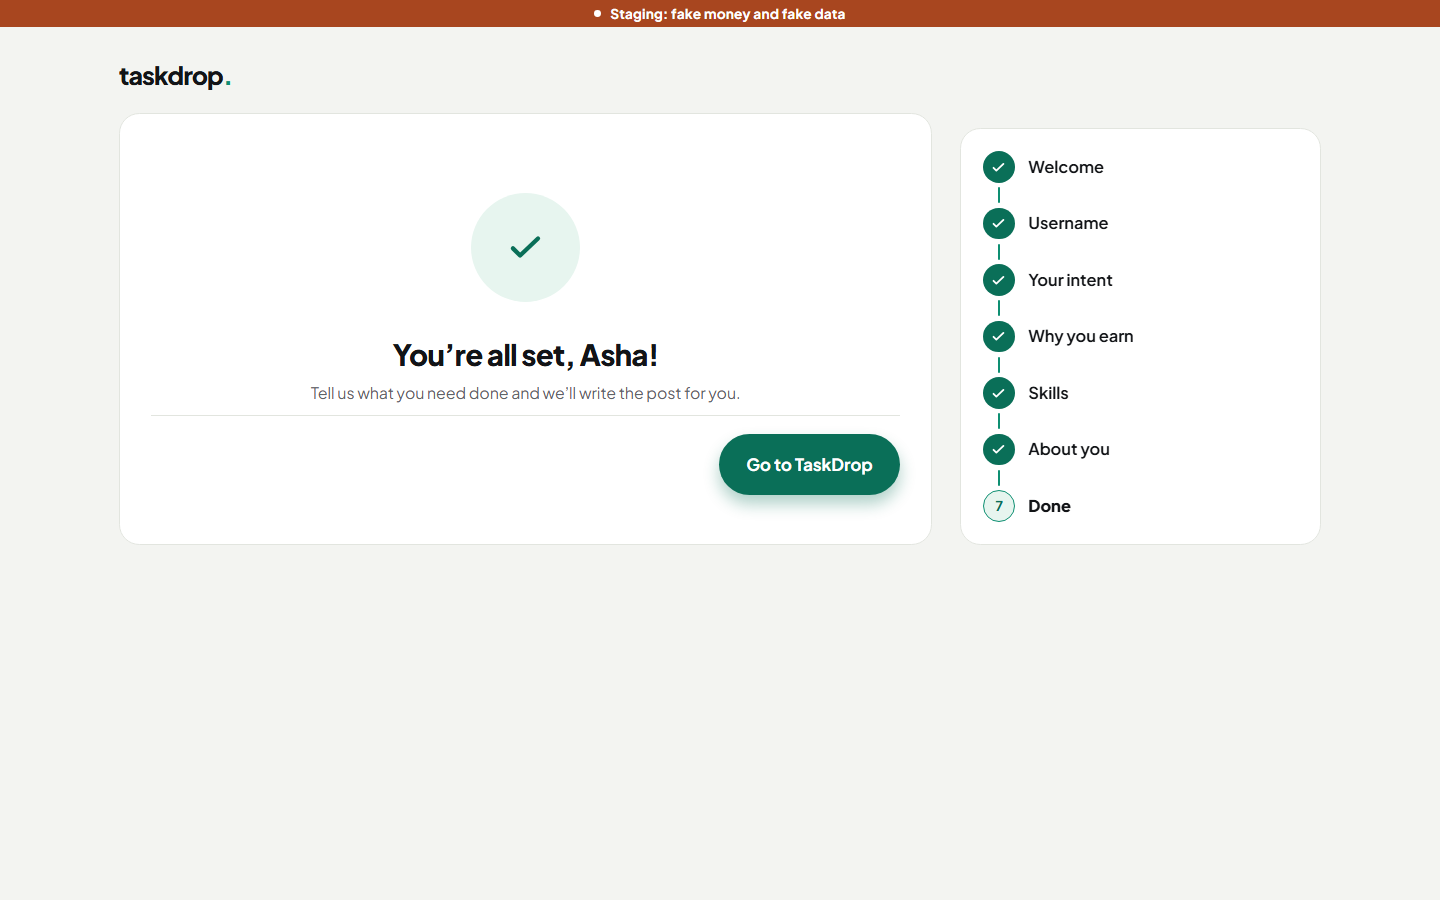 Staging: fake money and fake data
taskdrop.
You’re all set, Asha!
Tell us what you need done and we’ll write the post for you.
Go to TaskDrop
Welcome
Username
Your intent
Why you earn
Skills
About you
7 Done